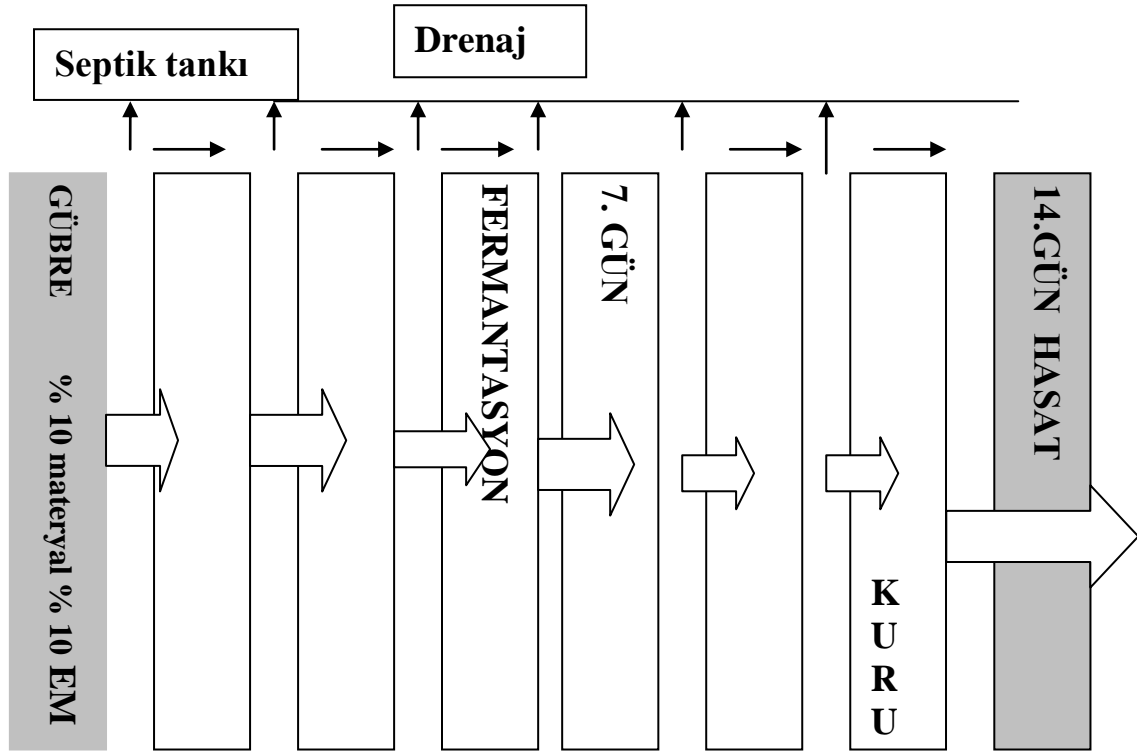 Septik tankı
Drenaj
GÜBRE % 10 materyal % 10 EM
FERMANTASYON
7. GÜN
KURU
14.GÜN HASAT